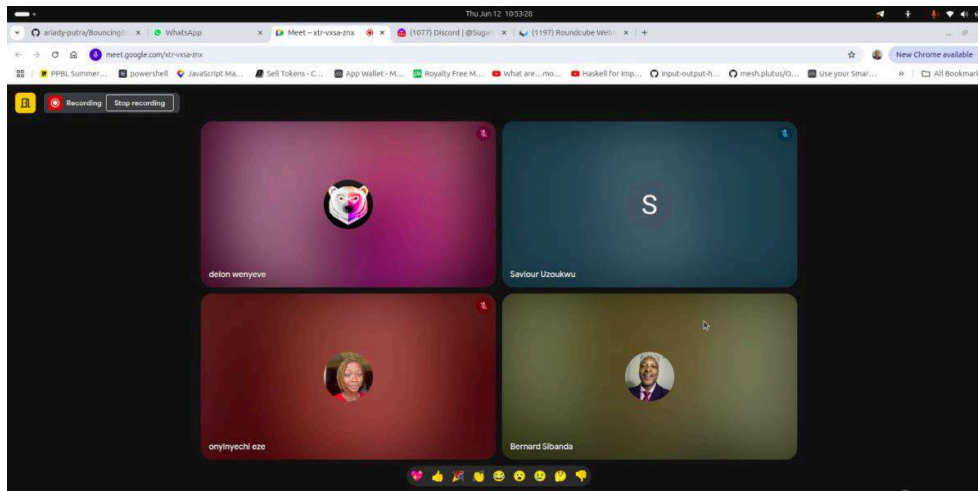 Thu Jun 12 10:53:28
ariady-putra/BouncingB
WhatsApp
Meet – xtr-vxsa-znx
(1077) Discord | @Sugan
(1197) Roundcube Web
meet.google.com/xtr-vxsa-znx
New Chrome available
PPBL Summer...
powershell
JavaScript Ma...
Sell Tokens - C...
App Wallet - M...
Royalty Free M...
What are...mo...
Haskell for Imp...
input-output-h...
mesh.plutus/O...
Use your Smar...
All Bookmar
Recording
Stop recording
S
delon wenyeve
Saviour Uzoukwu
onyinyechi eze
Bernard Sibanda